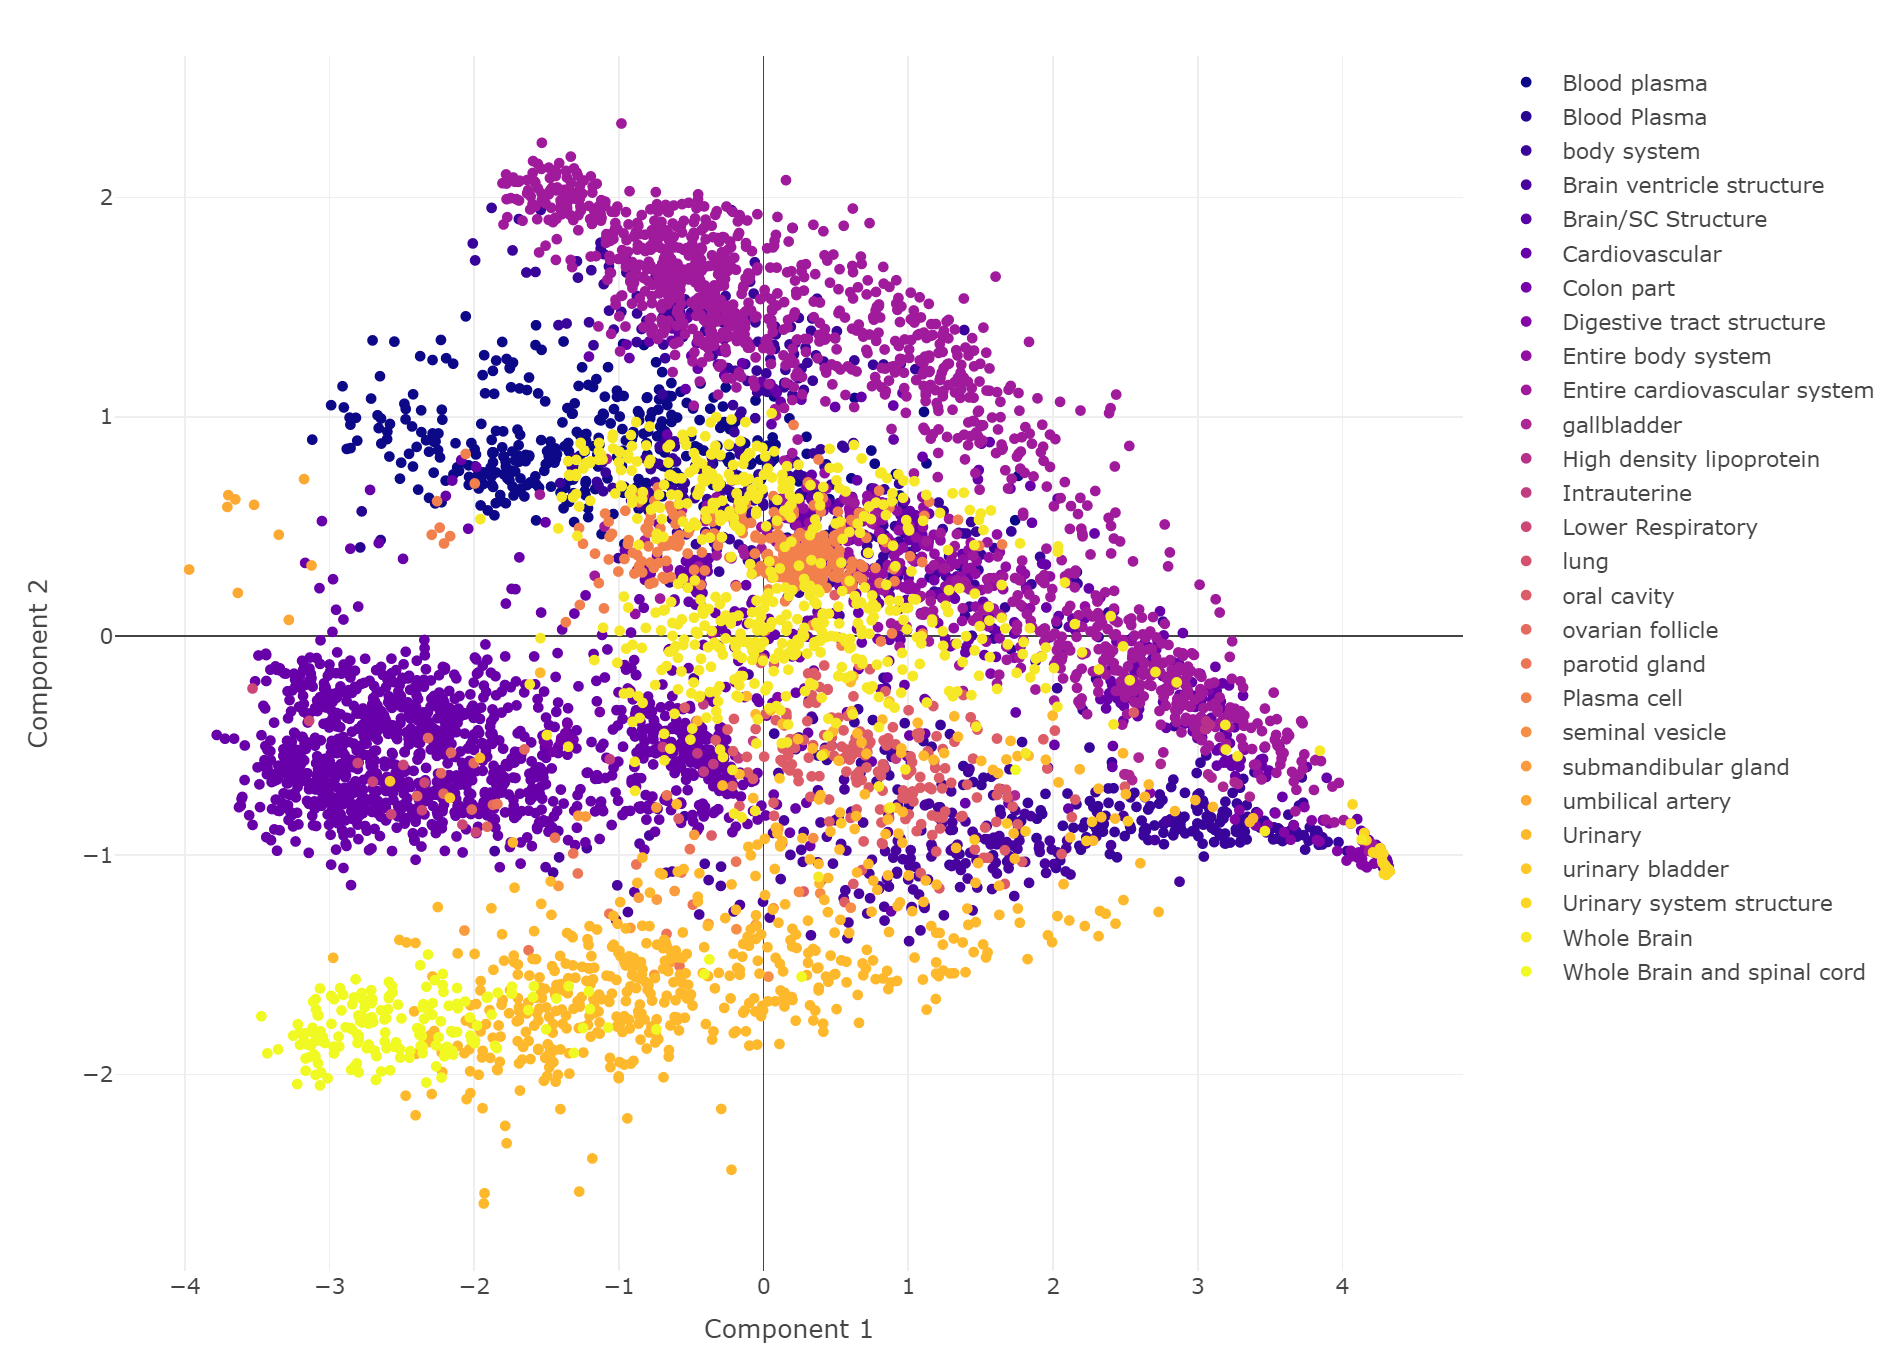 2
1
0
−1
−2
−4
−3
−2
−1
0
1
2
3
4
Component 1
Component 2
Blood plasma
Blood Plasma
body system
Brain ventricle structure
Brain/SC Structure
Cardiovascular
Colon part
Digestive tract structure
Entire body system
Entire cardiovascular system
gallbladder
High density lipoprotein
Intrauterine
Lower Respiratory
lung
oral cavity
ovarian follicle
parotid gland
Plasma cell
seminal vesicle
submandibular gland
umbilical artery
Urinary
urinary bladder
Urinary system structure
Whole Brain
Whole Brain and spinal cord